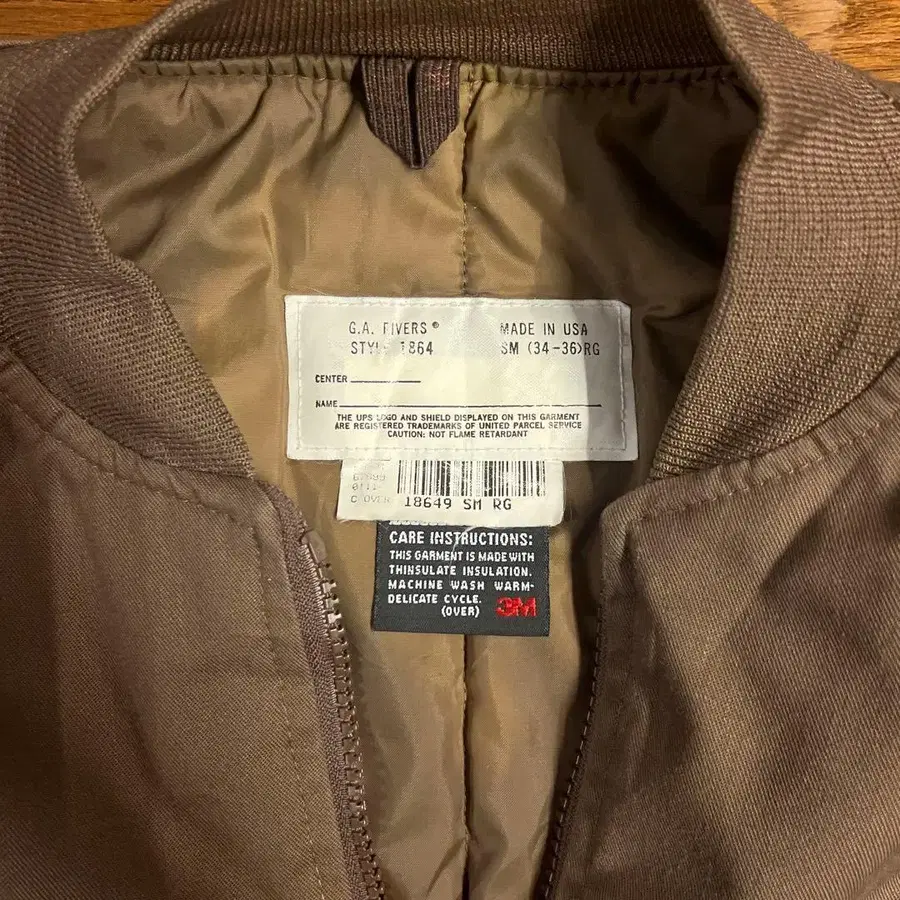 G.A. RIVERS® MADE IN USA
STYLE 1864 SM (34-36)RG
CENTER
NAME
THE UPS LOGO AND SHIELD DISPLAYED ON THIS GARMENT
ARE REGISTERED TRADEMARKS OF UNITED PARCEL SERVICE
CAUTION: NOT FLAME RETARDANT
18649 SM RG
CARE INSTRUCTIONS:
THIS GARMENT IS MADE WITH
THINSULATE INSULATION.
MACHINE WASH WARM-
DELICATE CYCLE.
(OVER) 3M